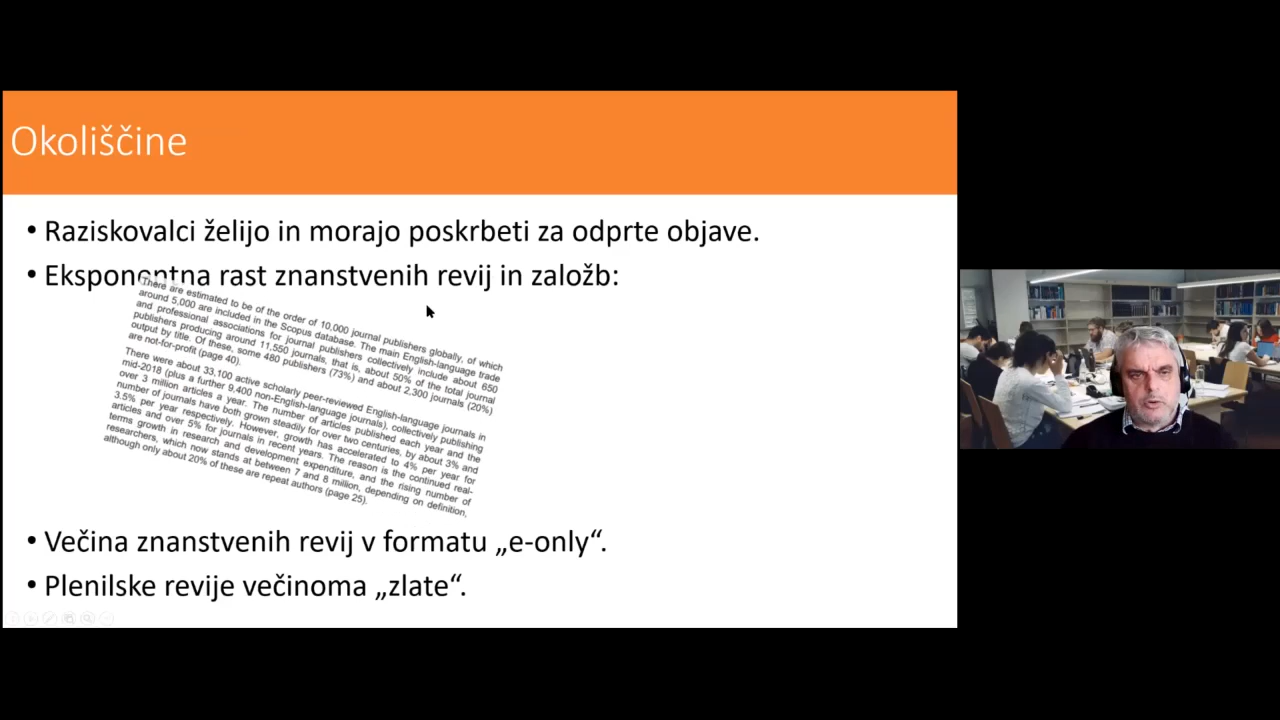 Okoliščine
• Raziskovalci želijo in morajo poskrbeti za odprte objave.
• Eksponentna rast znanstvenih revij in založb:
There are estimated to be of the order of 10,000 journal publishers globally, of which
around 5,000 are included in the Scopus database. The main English-language trade
and professional associations for journal publishers collectively include about 650
publishers producing around 11,550 journals, that is, about 50% of the total journal
output by title. Of these, some 480 publishers (73%) and about 2,300 journals (20%)
are not-for-profit (page 40).
There were about 33,100 active scholarly peer-reviewed English-language journals in
mid-2018 (plus a further 9,400 non-English-language journals), collectively publishing
over 3 million articles a year. The number of articles published each year and the
number of journals have both grown steadily for over two centuries, by about 3% and
3.5% per year respectively. However, growth has accelerated to 4% per year for
articles and over 5% for journals in recent years. The reason is the continued real-
terms growth in research and development expenditure, and the rising number of
researchers, which now stands at between 7 and 8 million, depending on definition,
although only about 20% of these are repeat authors (page 25).
• Večina znanstvenih revij v formatu „e-only“.
• Plenilske revije večinoma „zlate“.